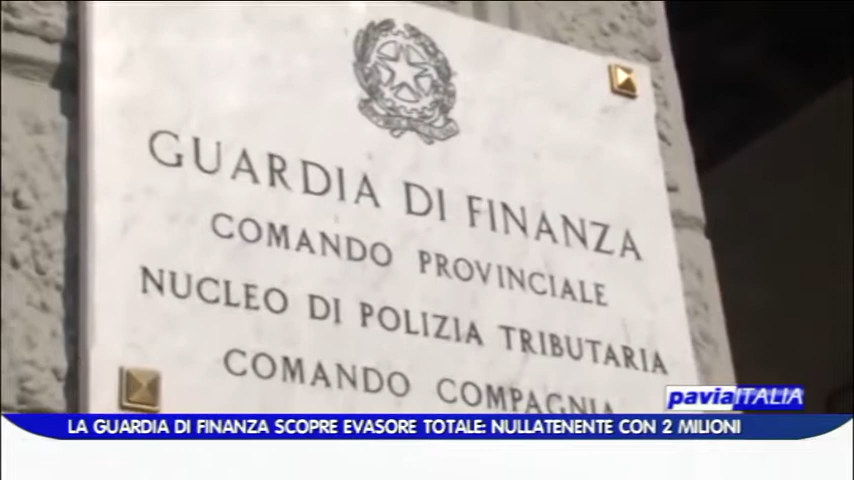 GUARDIA DI FINANZA
COMANDO PROVINCIALE
NUCLEO DI POLIZIA TRIBUTARIA
COMANDO COMPAGNIA
paviaITALIA
LA GUARDIA DI FINANZA SCOPRE EVASORE TOTALE: NULLATENENTE CON 2 MILIONI